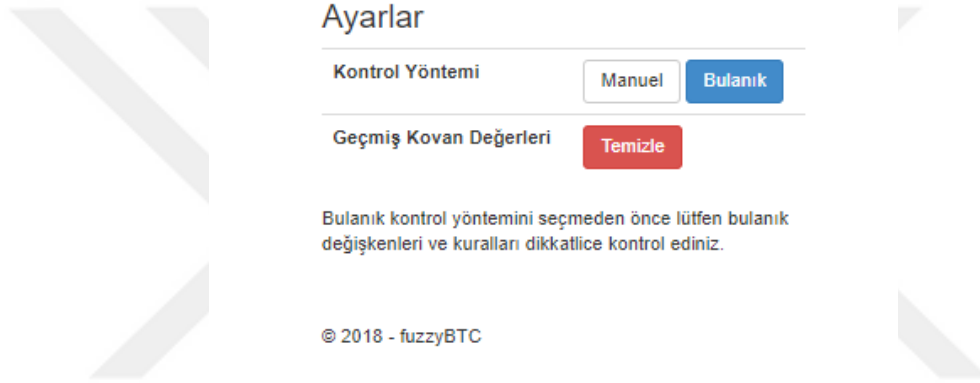 Ayarlar
Kontrol Yöntemi Manuel Bulanık
Geçmiş Kovan Değerleri Temizle
Bulanık kontrol yöntemini seçmeden önce lütfen bulanık
değişkenleri ve kuralları dikkatlice kontrol ediniz.
© 2018 - fuzzyBTC